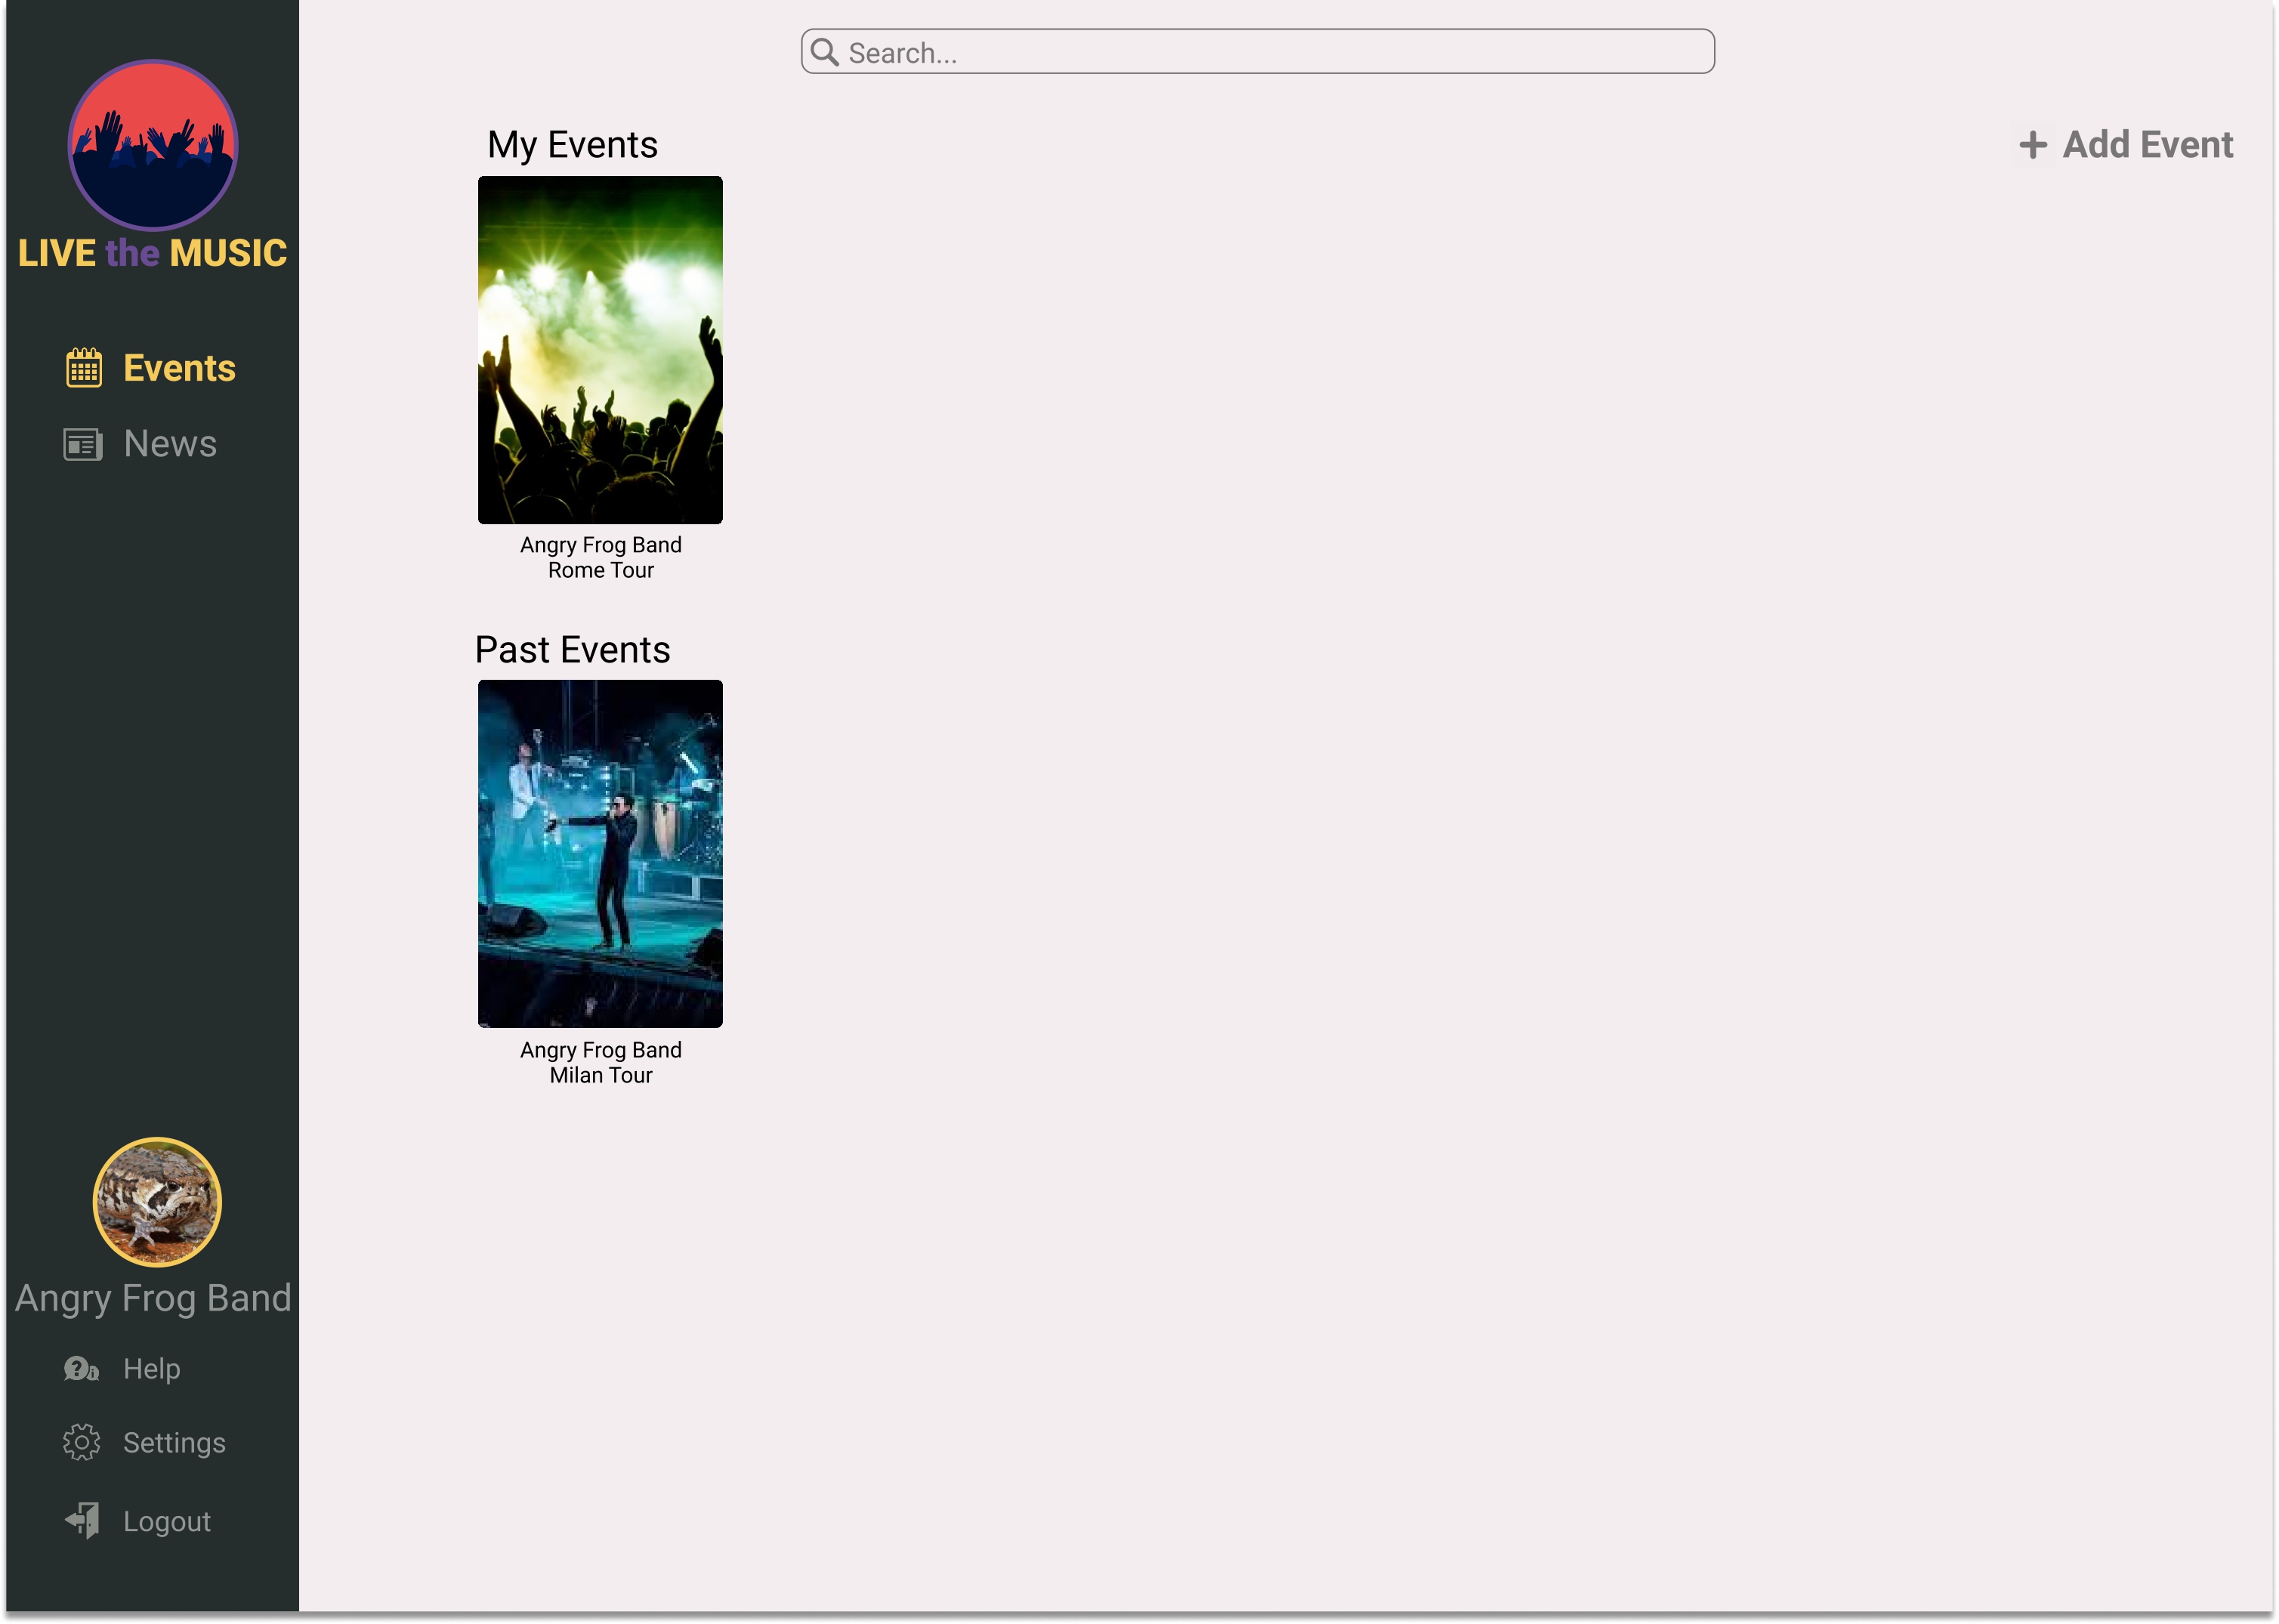 LIVE the MUSIC
Events
News
Angry Frog Band
Help
Settings
Logout
Search...
My Events
+ Add Event
Angry Frog Band
Rome Tour
Past Events
Angry Frog Band
Milan Tour